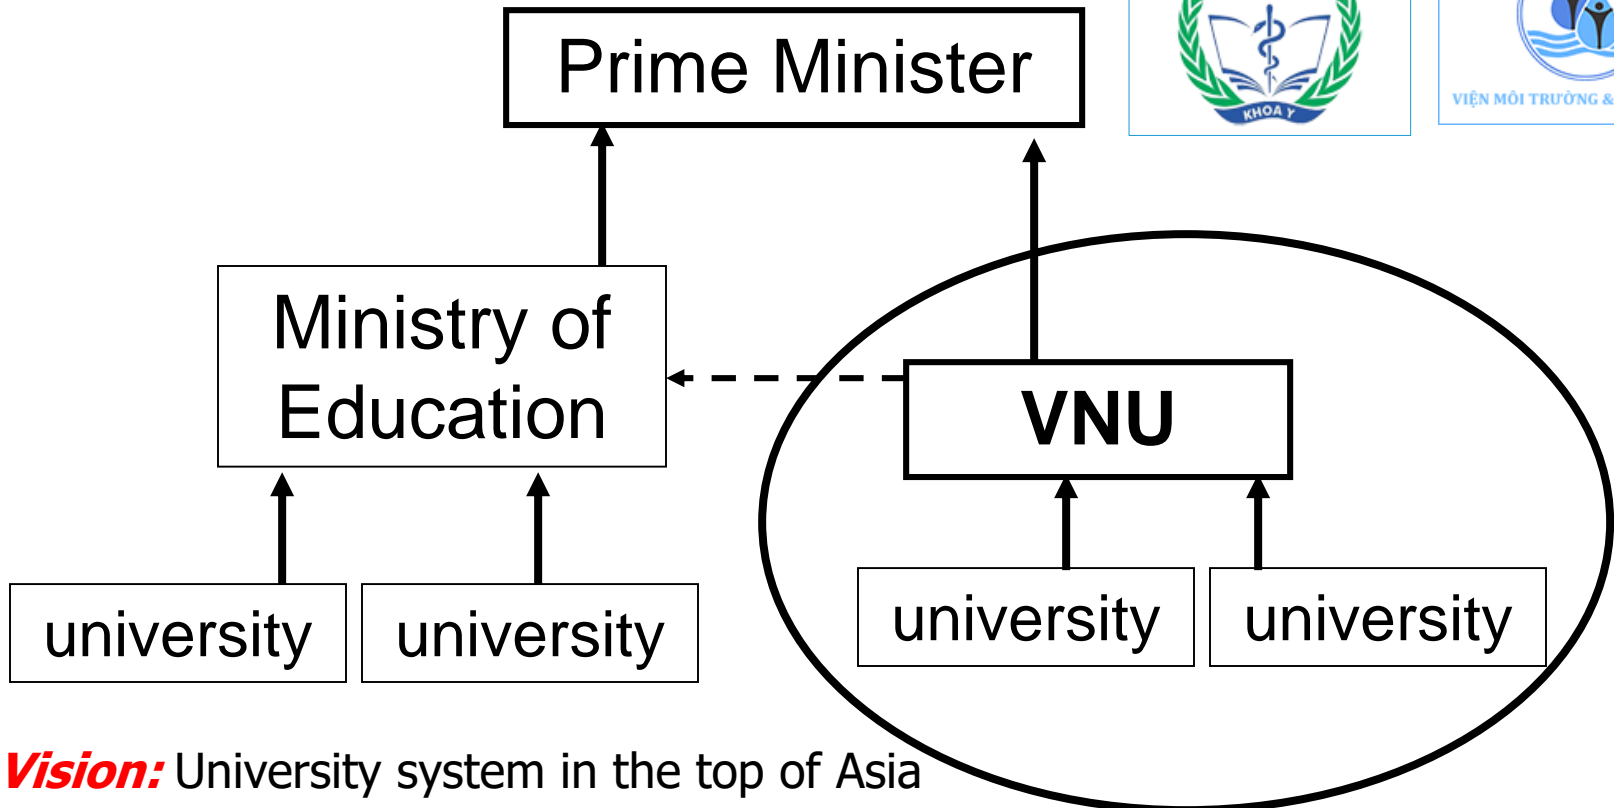 Prime Minister
KHOA Y
VIỆN MÔI TRƯỜNG &
Ministry of
Education
VNU
university
university
university
university
Vision: University system in the top of Asia